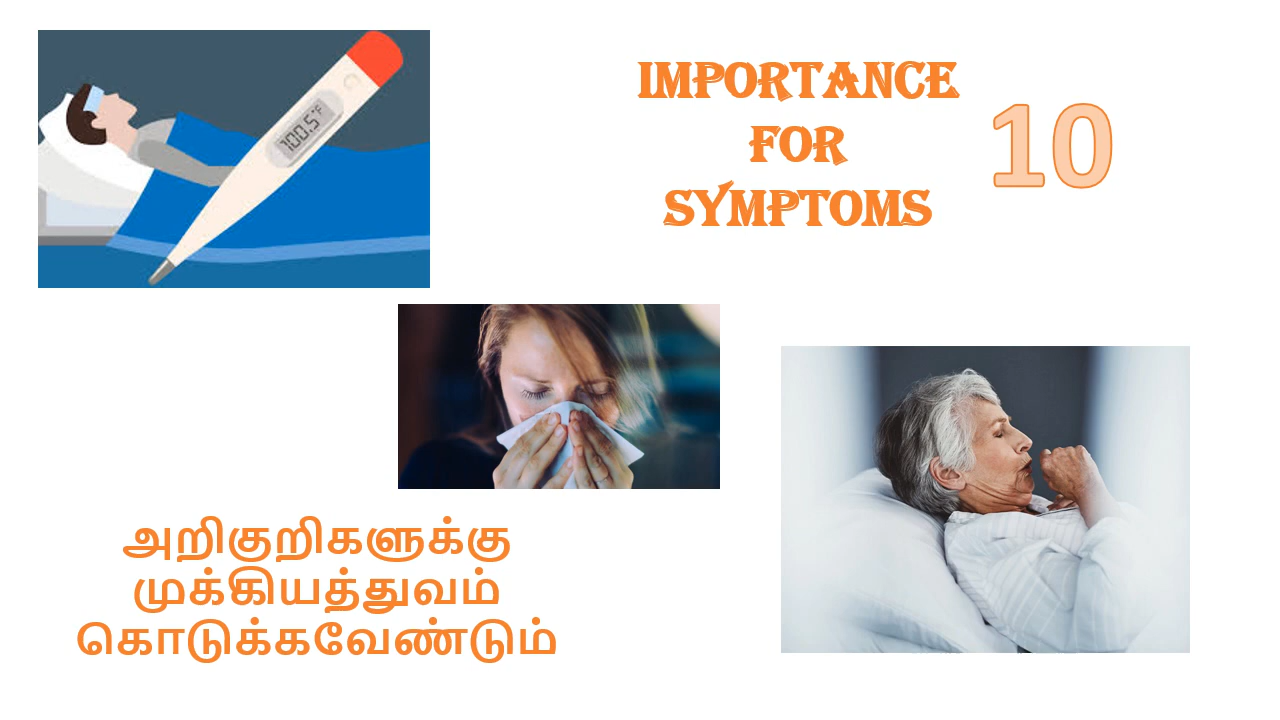 IMPORTANCE
FOR
SYMPTOMS
10
100.5°F
அறிகுறிகளுக்கு
முக்கியத்துவம்
கொடுக்கவேண்டும்